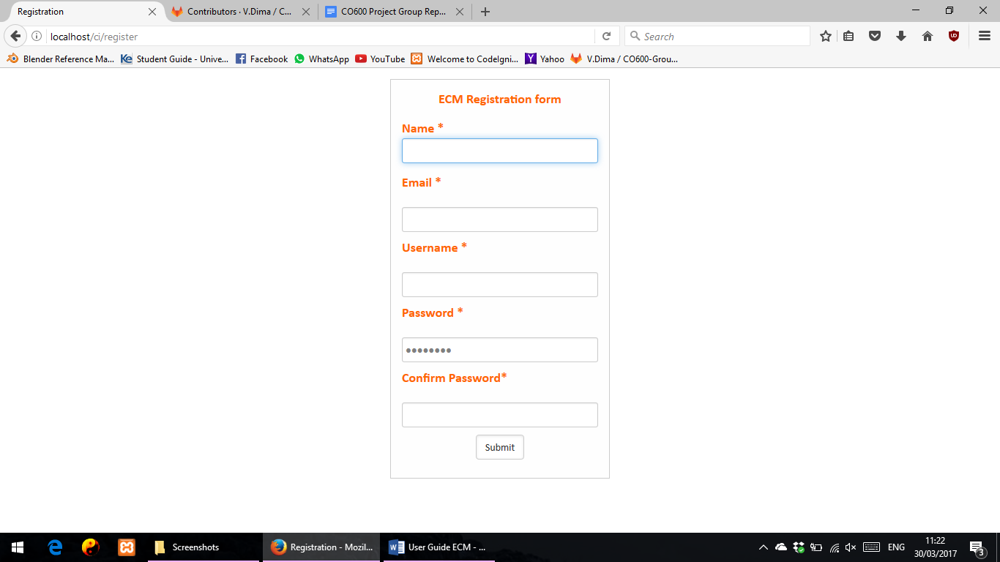 Registration
Contributors · V.Dima / C...
CO600 Project Group Rep...
localhost/ci/register
Search
Blender Reference Ma...
Student Guide - Unive...
Facebook
WhatsApp
YouTube
Welcome to CodeIgni...
Yahoo
V.Dima / CO600-Grou...
ECM Registration form
Name *
Email *
Username *
Password *
Confirm Password*
Submit
Screenshots
Registration - Mozil...
User Guide ECM - ...
ENG
11:22
30/03/2017
3